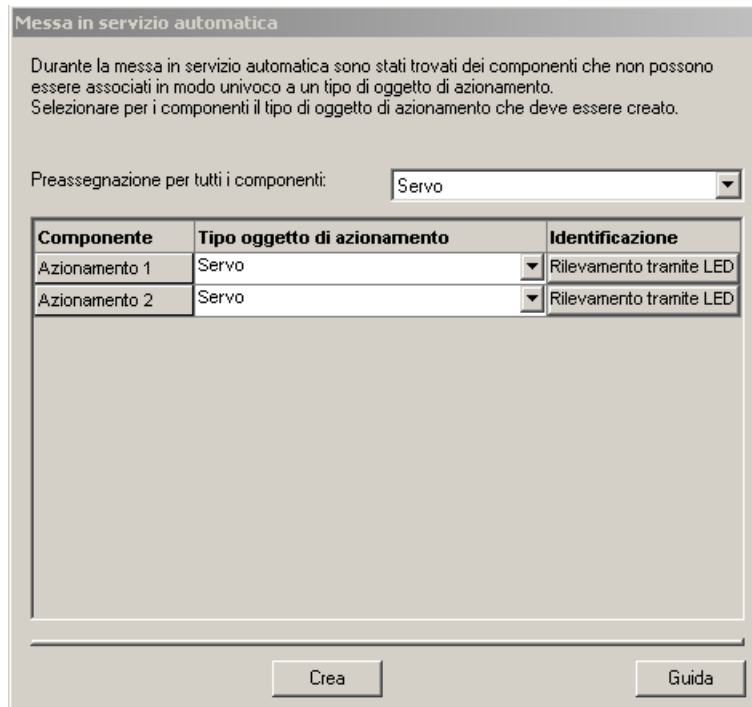 Messa in servizio automatica
Durante la messa in servizio automatica sono stati trovati dei componenti che non possono
essere associati in modo univoco a un tipo di oggetto di azionamento.
Selezionare per i componenti il tipo di oggetto di azionamento che deve essere creato.
Preassegnazione per tutti i componenti: Servo
Componente Tipo oggetto di azionamento Identificazione
Azionamento 1 Servo Rilevamento tramite LED
Azionamento 2 Servo Rilevamento tramite LED
Crea Guida